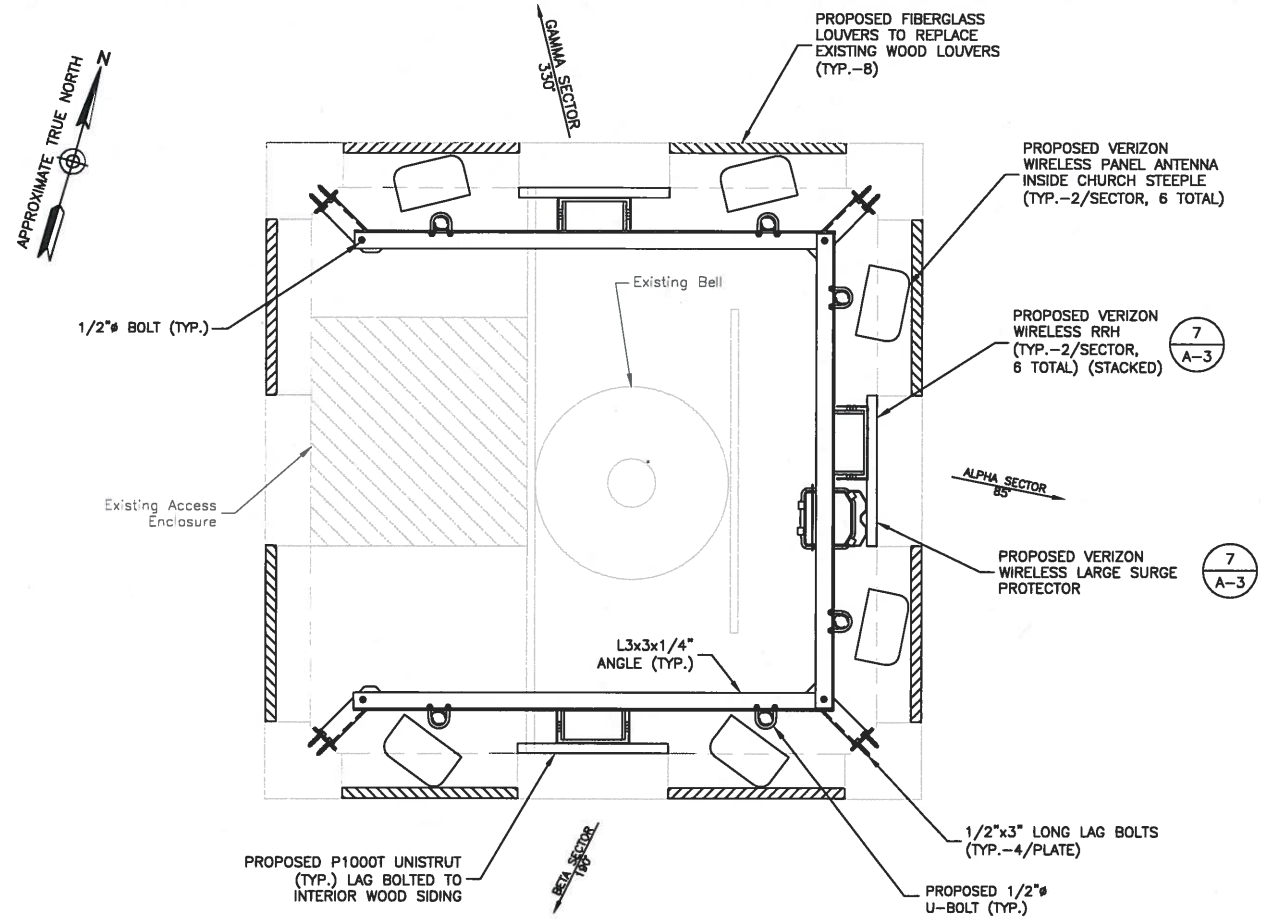 PROPOSED FIBERGLASS
LOUVERS TO REPLACE
EXISTING WOOD LOUVERS
(TYP.-8)
GAMMA SECTOR
330°
N
APPROXIMATE TRUE NORTH
PROPOSED VERIZON
WIRELESS PANEL ANTENNA
INSIDE CHURCH STEEPLE
(TYP.-2/SECTOR, 6 TOTAL)
Existing Bell
1/2"ø BOLT (TYP.)
PROPOSED VERIZON
WIRELESS RRH
(TYP.-2/SECTOR,
6 TOTAL) (STACKED)
7
A-3
ALPHA SECTOR
85°
Existing Access
Enclosure
PROPOSED VERIZON
WIRELESS LARGE SURGE
PROTECTOR
7
A-3
L3x3x1/4"
ANGLE (TYP.)
1/2"x3" LONG LAG BOLTS
(TYP.-4/PLATE)
PROPOSED P1000T UNISTRUT
(TYP.) LAG BOLTED TO
INTERIOR WOOD SIDING
BETA SECTOR
190°
PROPOSED 1/2"ø
U-BOLT (TYP.)